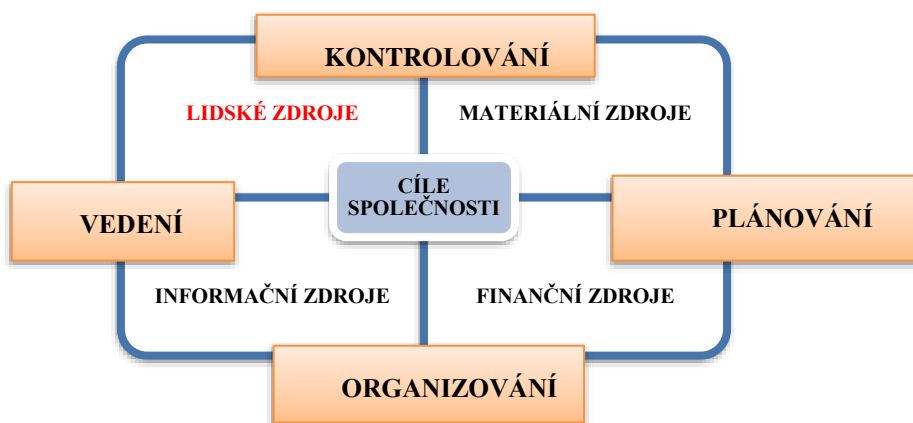 KONTROLOVÁNÍ
LIDSKÉ ZDROJE
MATERIÁLNÍ ZDROJE
CÍLE
SPOLEČNOSTI
VEDENÍ
PLÁNOVÁNÍ
INFORMAČNÍ ZDROJE
FINANČNÍ ZDROJE
ORGANIZOVÁNÍ